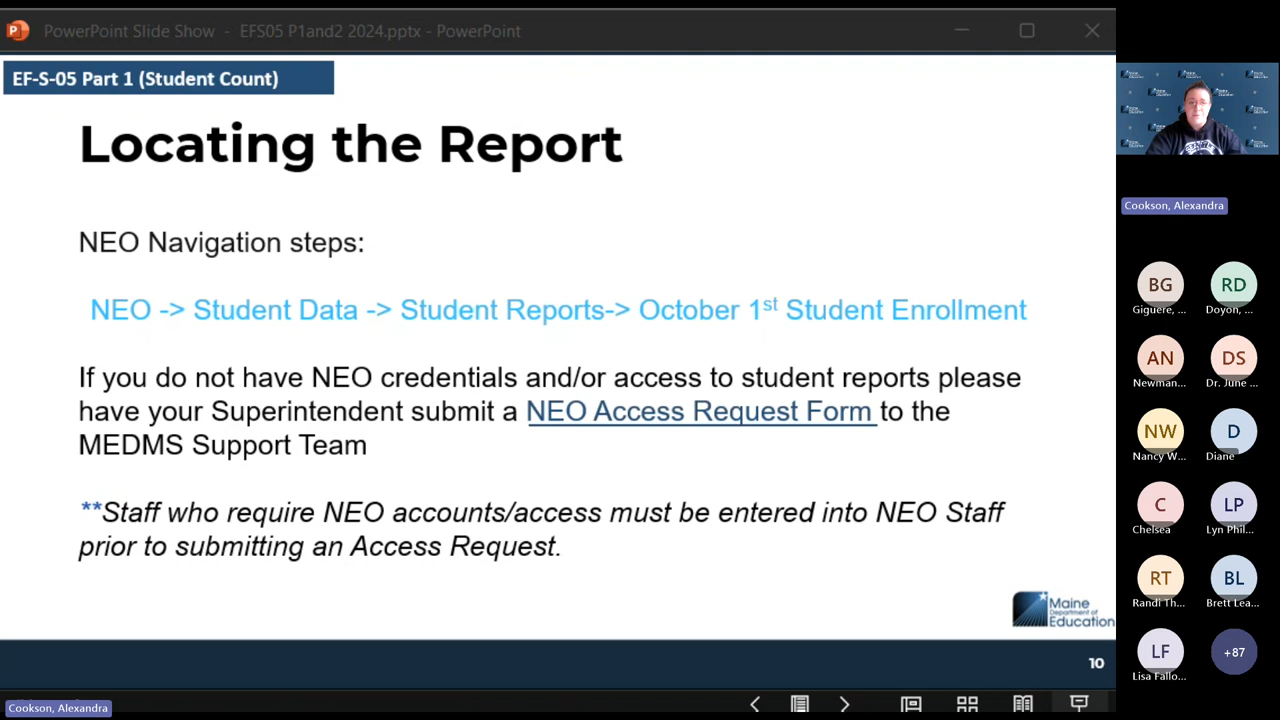 PowerPoint Slide Show - EFS05 P1and2 2024.pptx - PowerPoint
EF-S-05 Part 1 (Student Count)
Locating the Report
NEO Navigation steps:
NEO -> Student Data -> Student Reports-> October 1st Student Enrollment
If you do not have NEO credentials and/or access to student reports please
have your Superintendent submit a NEO Access Request Form to the
MEDMS Support Team
**Staff who require NEO accounts/access must be entered into NEO Staff
prior to submitting an Access Request.
Maine
Department of
Education
10
Cookson, Alexandra
Cookson, Alexandra
BG
RD
Giguere, ...
Doyon, ...
AN
DS
Newman...
Dr. June ...
NW
D
Nancy W...
Diane
C
LP
Chelsea
Lyn Phil...
RT
BL
Randi Th...
Brett Lea...
LF
+87
Lisa Fallo...